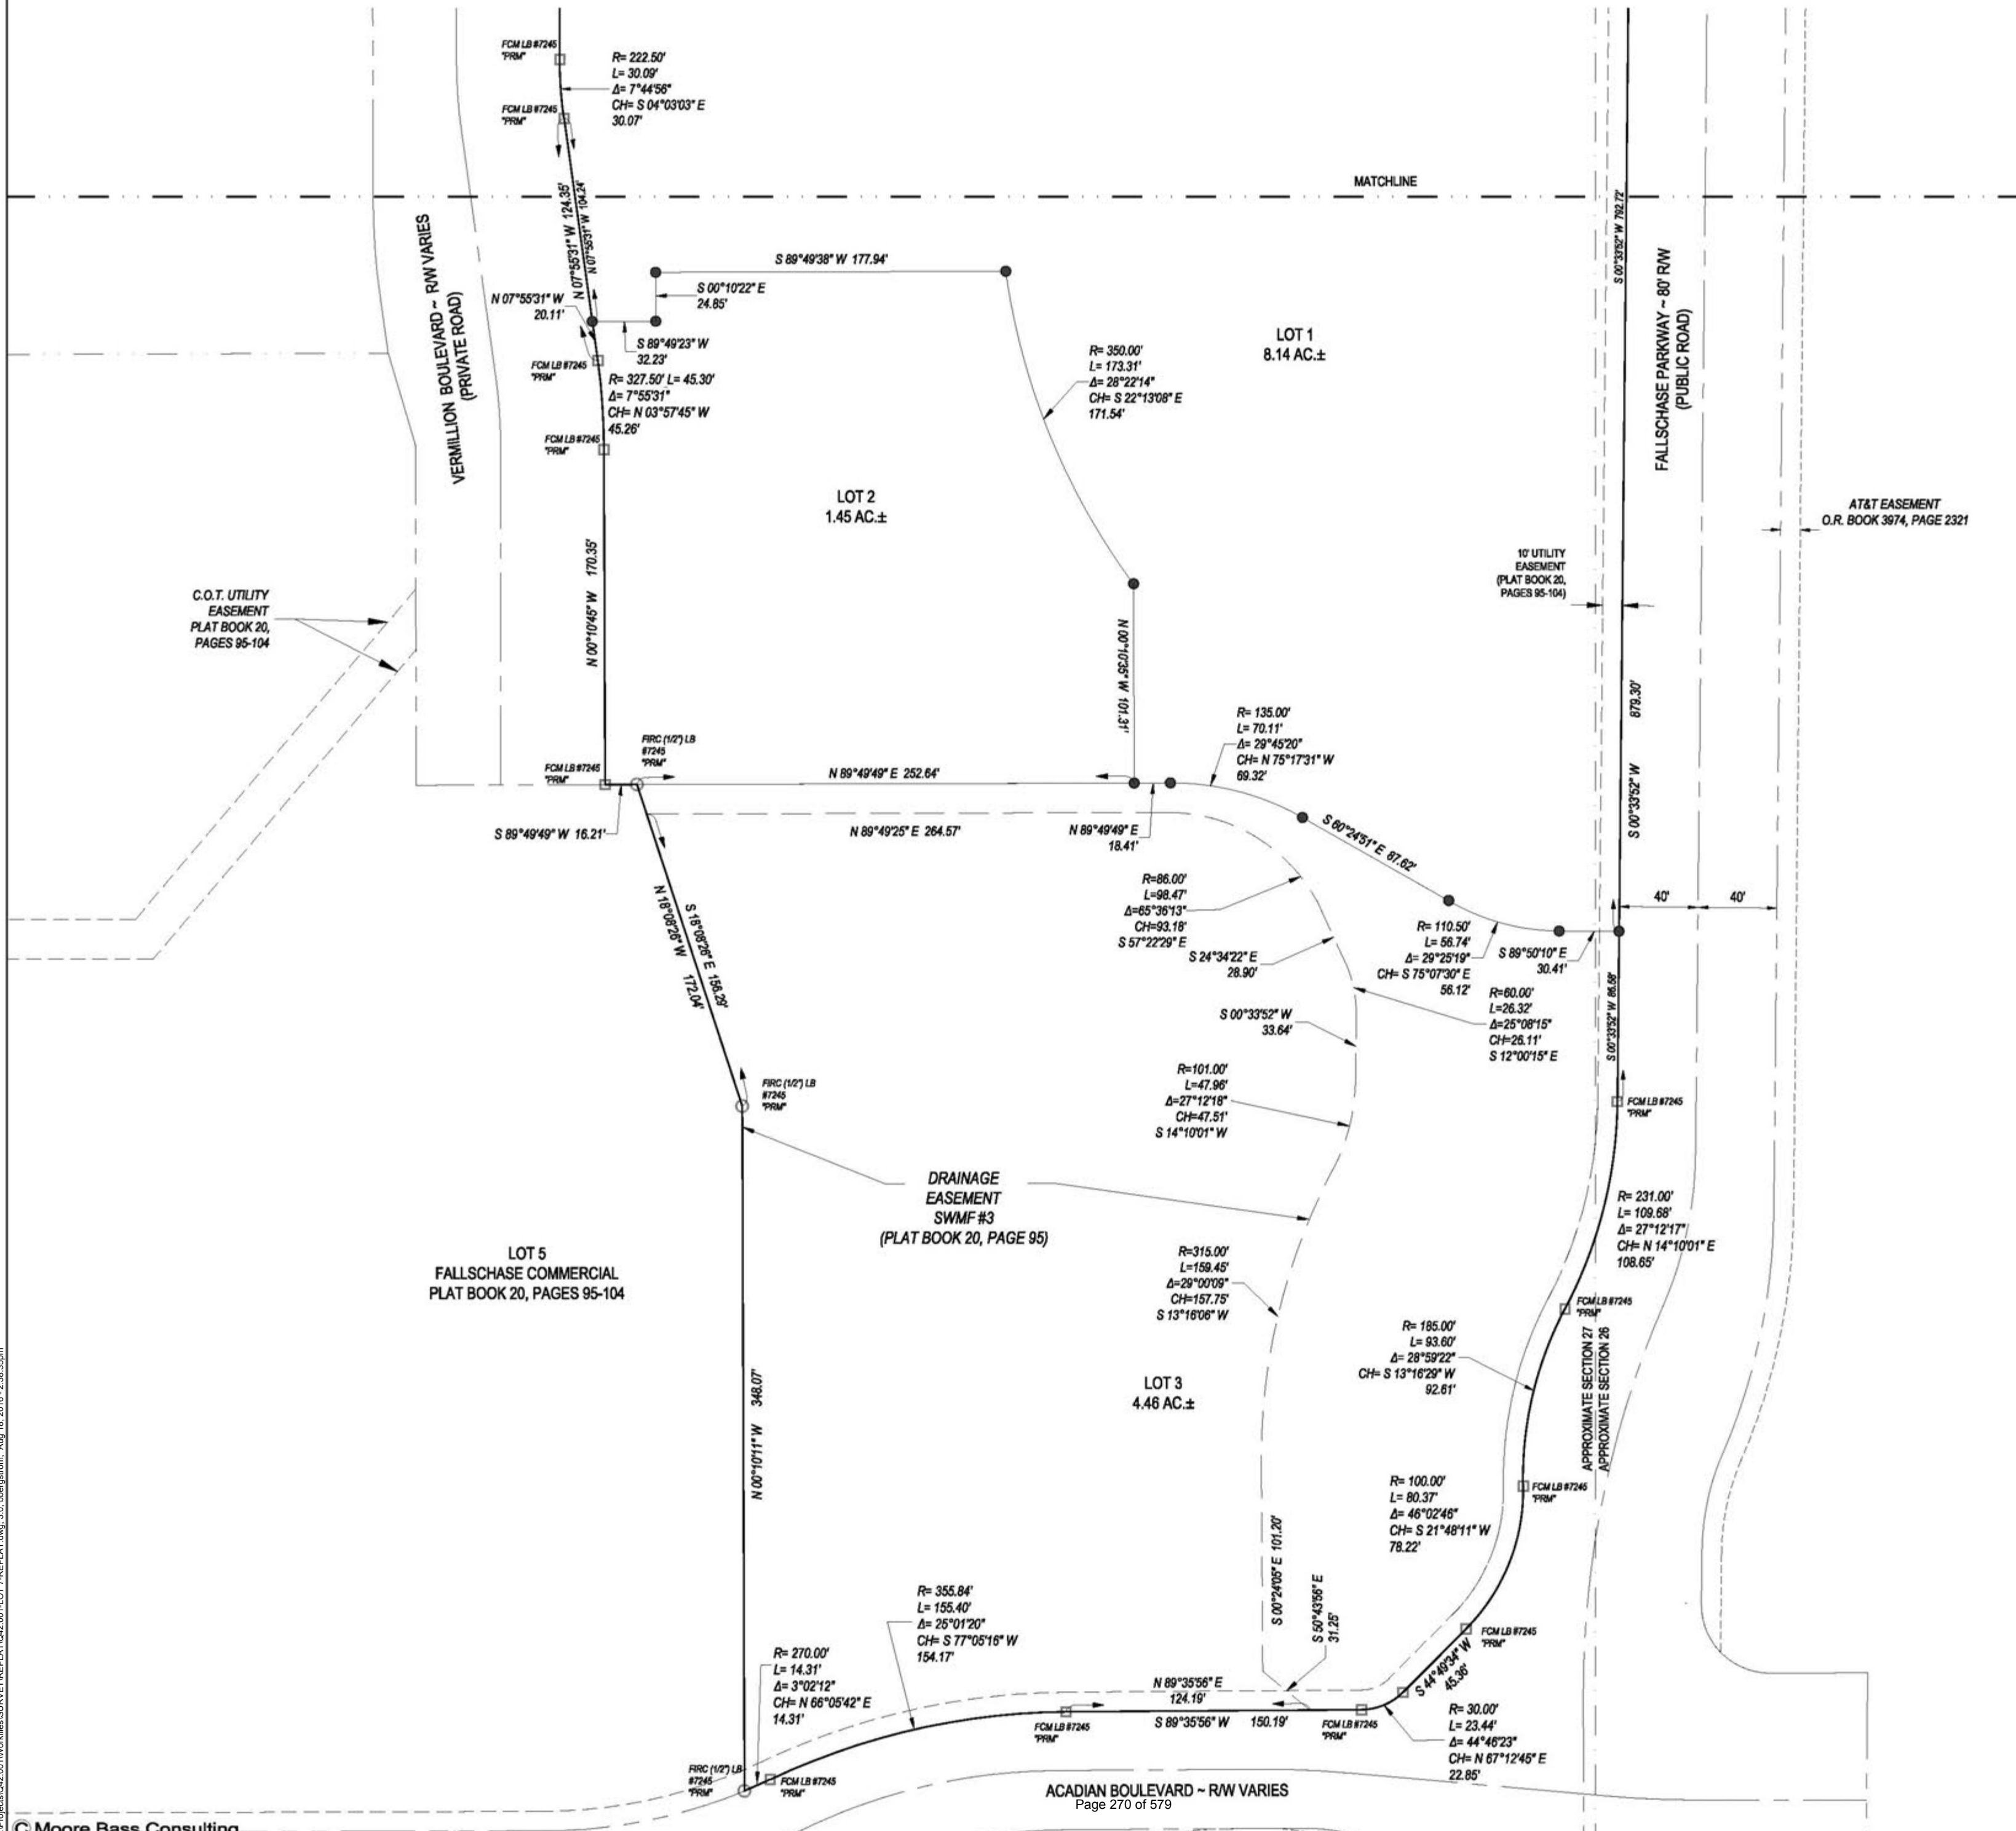 FCM LB #7245
"PRM"
R= 222.50'
L= 30.09'
Δ= 7°44'56"
CH= S 04°03'03" E
30.07'
FCM LB #7245
"PRM"
MATCHLINE
N 07°55'31" W 124.35'
N 07°55'31" W 104.24'
S 00°33'52" W 792.72'
VERMILLION BOULEVARD ~ R/W VARIES
(PRIVATE ROAD)
FALLSCHASE PARKWAY ~ 80' R/W
(PUBLIC ROAD)
S 89°49'38" W 177.94'
S 00°10'22" E
24.85'
N 07°55'31" W
20.11'
S 89°49'23" W
32.23'
FCM LB #7245
"PRM"
R= 327.50' L= 45.30'
Δ= 7°55'31"
CH= N 03°57'45" W
45.26'
FCM LB #7245
"PRM"
R= 350.00'
L= 173.31'
Δ= 28°22'14"
CH= S 22°13'08" E
171.54'
LOT 1
8.14 AC.±
LOT 2
1.45 AC.±
AT&T EASEMENT
O.R. BOOK 3974, PAGE 2321
10' UTILITY
EASEMENT
(PLAT BOOK 20,
PAGES 95-104)
C.O.T. UTILITY
EASEMENT
PLAT BOOK 20,
PAGES 95-104
N 00°10'45" W 170.35'
N 00°10'35" W 101.31'
S 00°33'52" W 879.30'
R= 135.00'
L= 70.11'
Δ= 29°45'20"
CH= N 75°17'31" W
69.32'
FIRC (1/2") LB
#7245
"PRM"
FCM LB #7245
"PRM"
N 89°49'49" E 252.64'
S 89°49'49" W 16.21'
N 89°49'25" E 264.57'
N 89°49'49" E
18.41'
S 60°24'51" E 87.62'
40'
40'
R=86.00'
L=98.47'
Δ=65°36'13"
CH=93.18'
S 57°22'29" E
S 24°34'22" E
28.90'
R= 110.50'
L= 56.74'
Δ= 29°25'19"
CH= S 75°07'30" E
56.12'
S 89°50'10" E
30.41'
S 18°08'26" E 156.29'
N 18°08'26" W 172.04'
S 00°33'52" W 86.58'
R=60.00'
L=26.32'
Δ=25°08'15"
CH=26.11'
S 12°00'15" E
S 00°33'52" W
33.64'
R=101.00'
L=47.96'
Δ=27°12'18"
CH=47.51'
S 14°10'01" W
FIRC (1/2") LB
#7245
"PRM"
FCM LB #7245
"PRM"
DRAINAGE
EASEMENT
SWMF #3
(PLAT BOOK 20, PAGE 95)
R= 231.00'
L= 109.68'
Δ= 27°12'17"
CH= N 14°10'01" E
108.65'
LOT 5
FALLSCHASE COMMERCIAL
PLAT BOOK 20, PAGES 95-104
R=315.00'
L=159.45'
Δ=29°00'09"
CH=157.75'
S 13°16'06" W
FCM LB #7245
"PRM"
R= 185.00'
L= 93.60'
Δ= 28°59'22"
CH= S 13°16'29" W
92.61'
APPROXIMATE SECTION 27
APPROXIMATE SECTION 26
LOT 3
4.46 AC.±
N 00°10'11" W 348.07'
R= 100.00'
L= 80.37'
Δ= 46°02'46"
CH= S 21°48'11" W
78.22'
FCM LB #7245
"PRM"
S 00°24'05" E 101.20'
S 50°43'56" E
31.25'
R= 355.84'
L= 155.40'
Δ= 25°01'20"
CH= S 77°05'16" W
154.17'
R= 270.00'
L= 14.31'
Δ= 3°02'12"
CH= N 66°05'42" E
14.31'
FCM LB #7245
"PRM"
S 44°49'34" W
45.36'
N 89°35'56" E
124.19'
S 89°35'56" W 150.19'
FCM LB #7245
"PRM"
FCM LB #7245
"PRM"
R= 30.00'
L= 23.44'
Δ= 44°46'23"
CH= N 67°12'45" E
22.85'
FIRC (1/2") LB
#7245
"PRM"
FCM LB #7245
"PRM"
ACADIAN BOULEVARD ~ R/W VARIES
Page 270 of 579
© Moore Bass Consulting